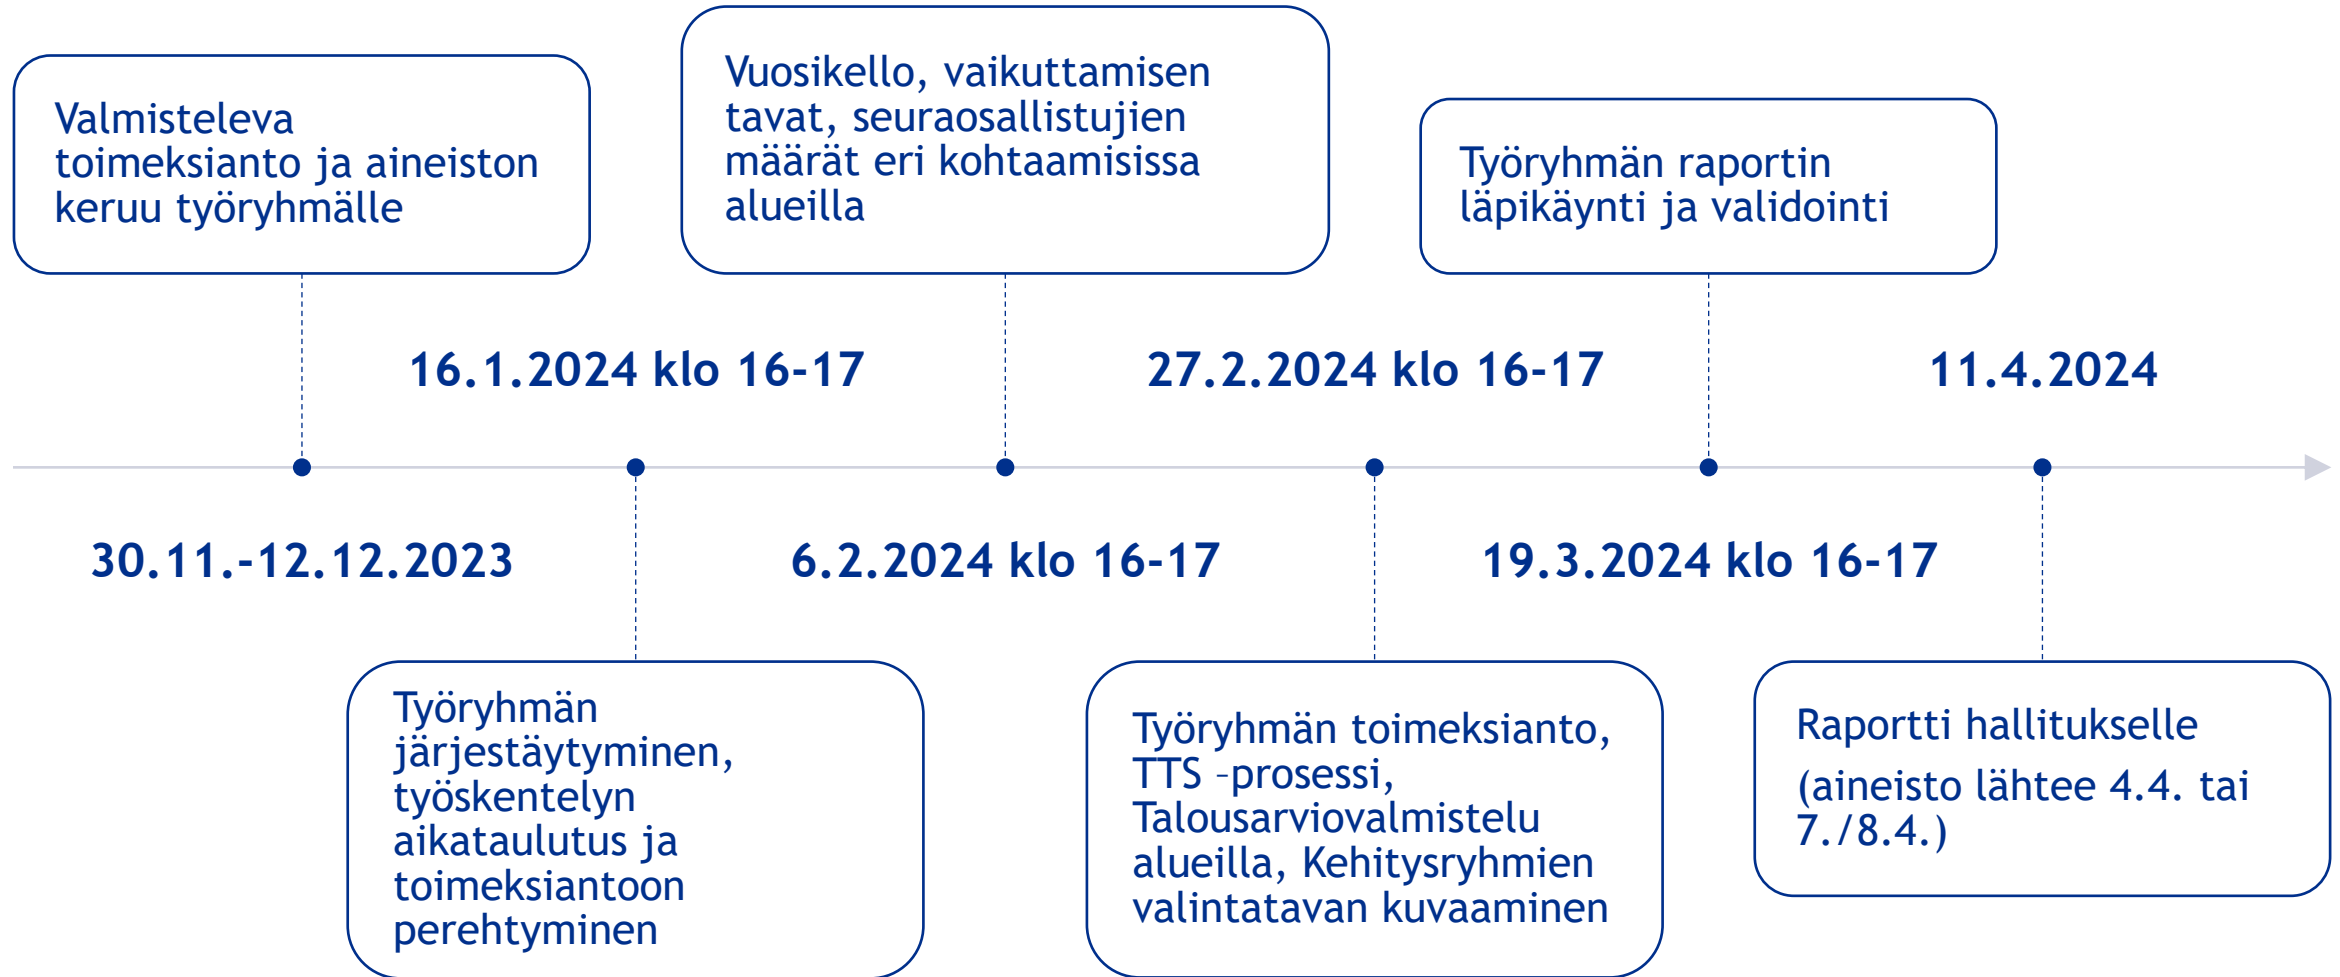 Valmisteleva
toimeksianto ja aineiston
keruu työryhmälle
30.11.-12.12.2023
16.1.2024 klo 16-17
Työryhmän
järjestäytyminen,
työskentelyn
aikataulutus ja
toimeksiantoon
perehtyminen
Vuosikello, vaikuttamisen
tavat, seuraosallistujien
määrät eri kohtaamisissa
alueilla
6.2.2024 klo 16-17
27.2.2024 klo 16-17
Työryhmän toimeksianto,
TTS -prosessi,
Talousarviovalmistelu
alueilla, Kehitysryhmien
valintatavan kuvaaminen
Työryhmän raportin
läpikäynti ja validointi
19.3.2024 klo 16-17
11.4.2024
Raportti hallitukselle
(aineisto lähtee 4.4. tai
7./8.4.)